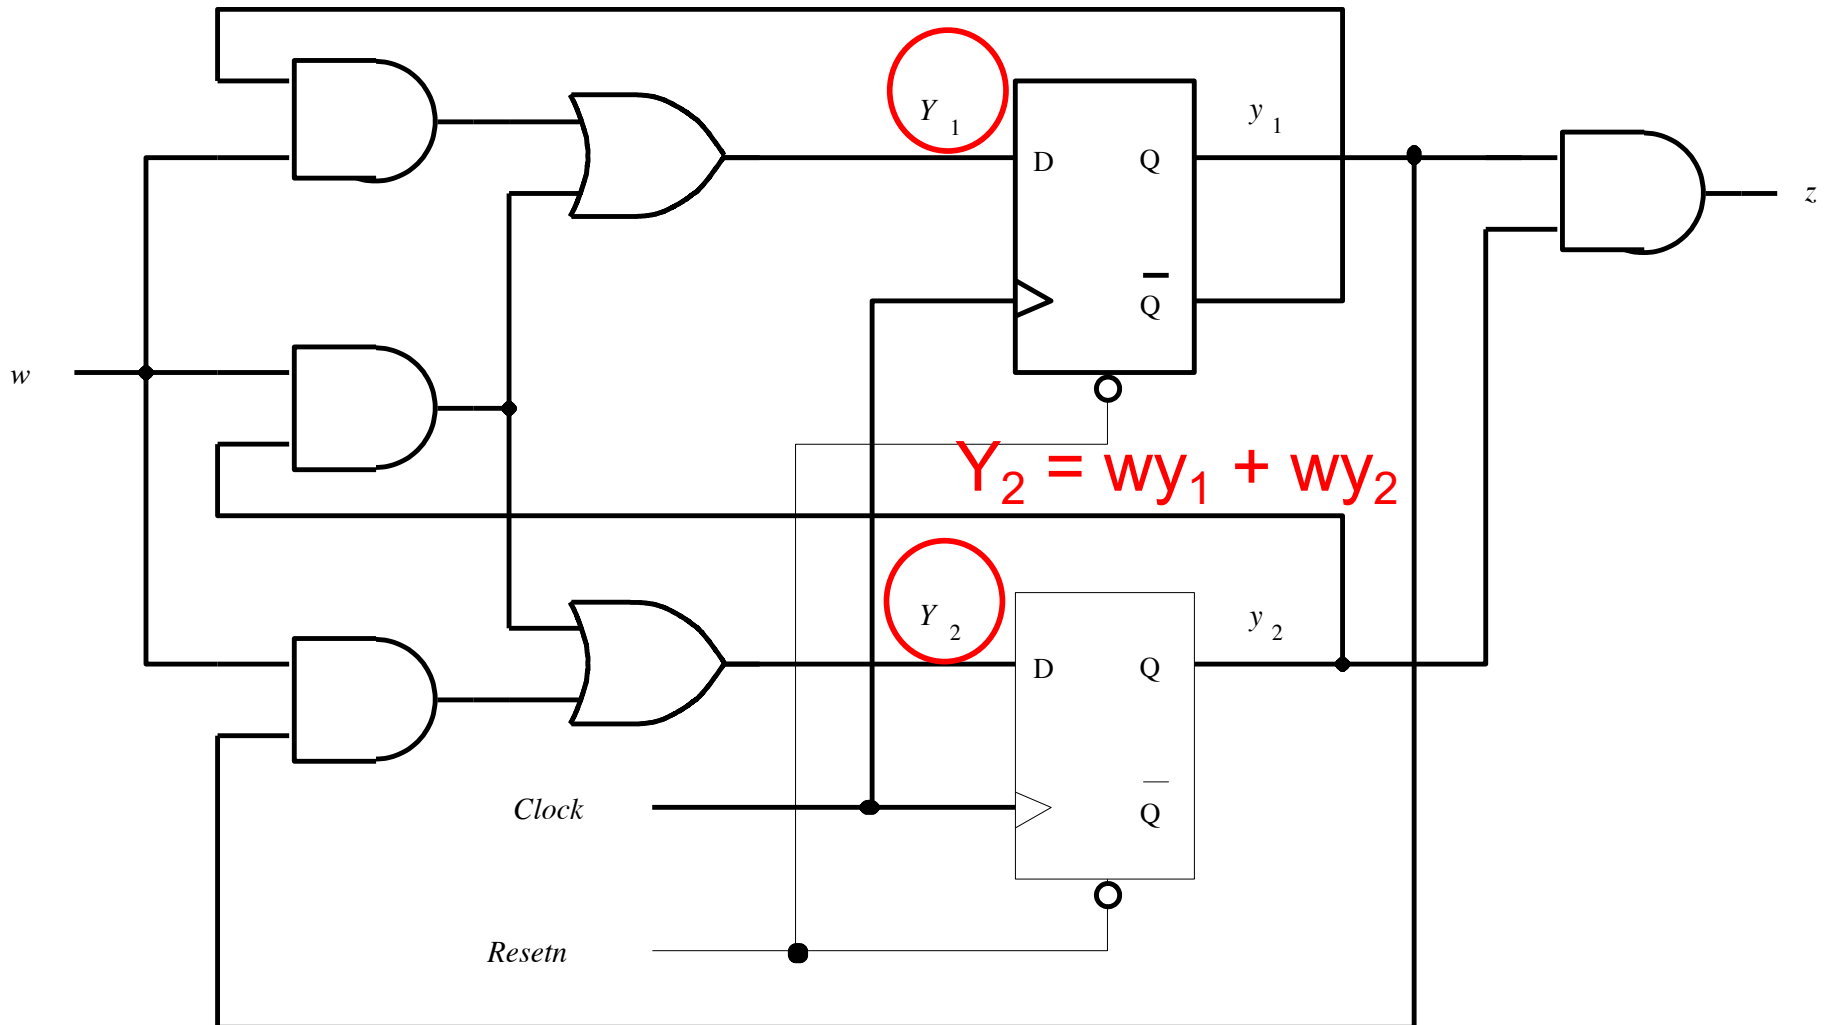 Y 1
y 1
D
Q
z
Q
w
Y2 = wy1 + wy2
Y 2
y 2
D
Q
Clock
Q
Resetn